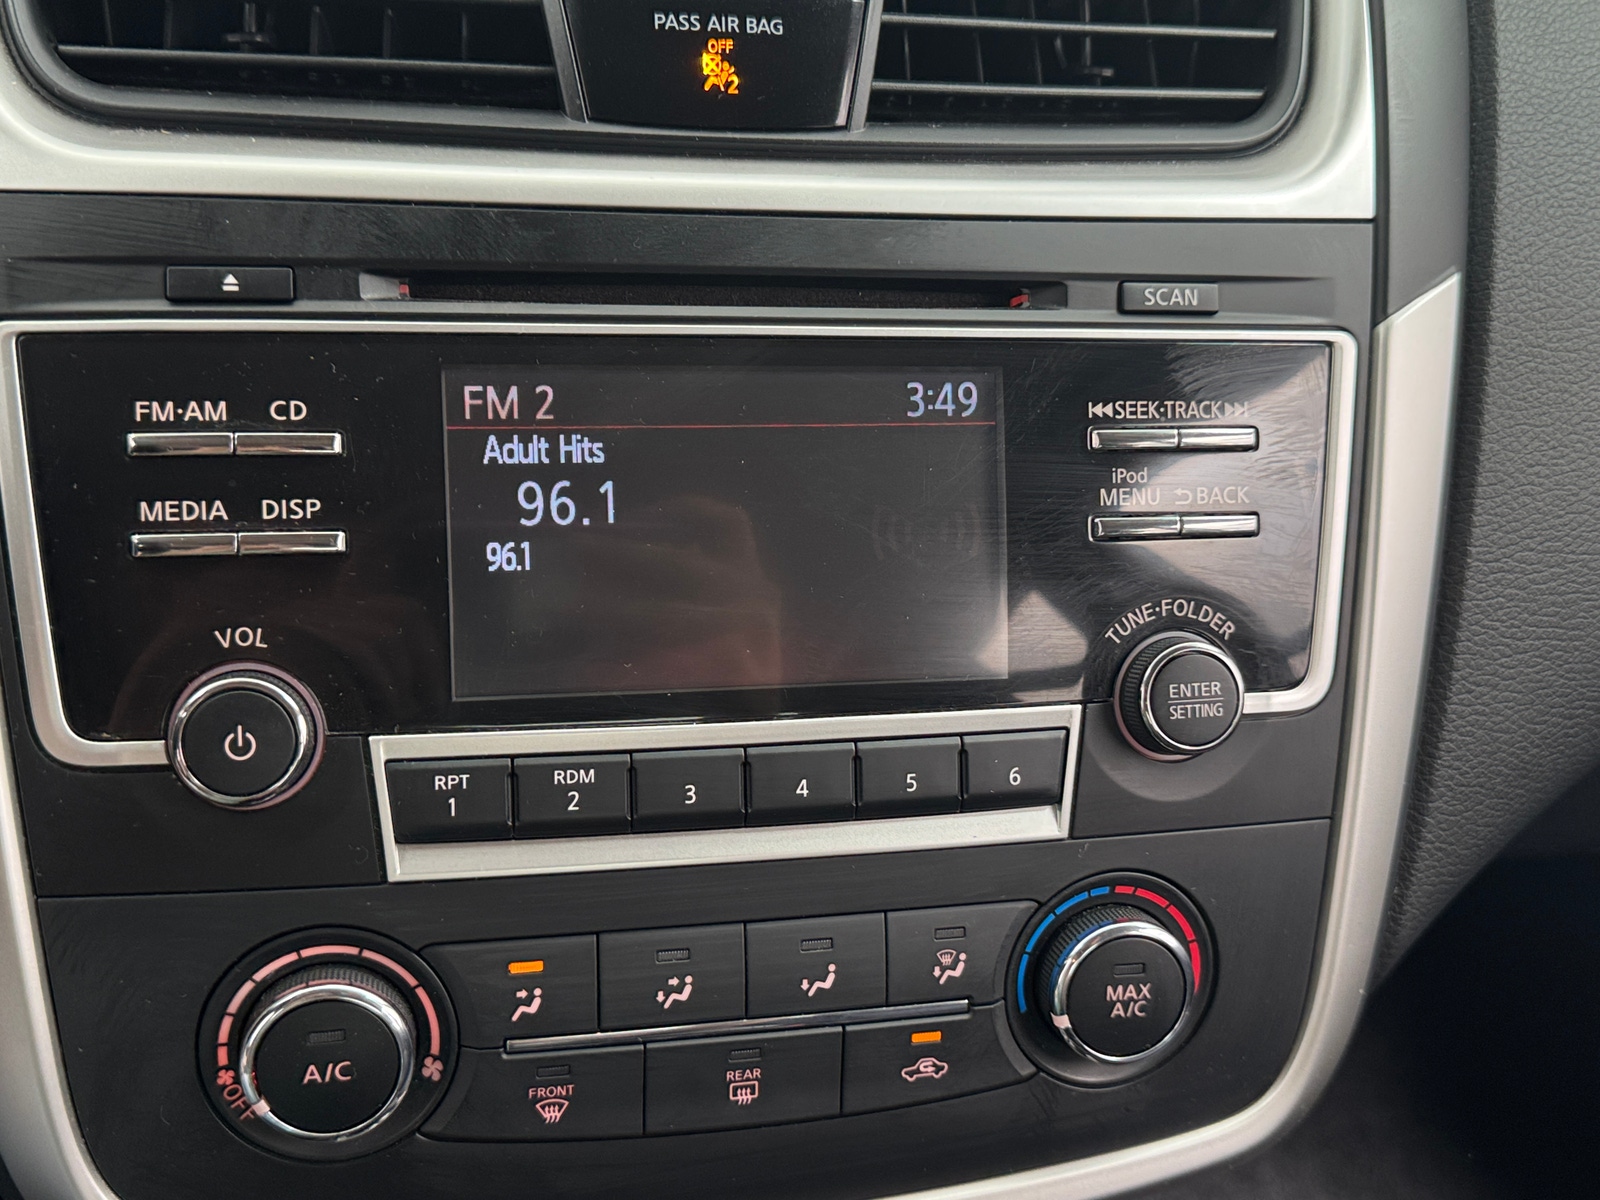 PASS AIR BAG
OFF
2
SCAN
FM·AM CD
MEDIA DISP
VOL
FM 2 3:49
Adult Hits
96.1
96.1
SEEK·TRACK
iPod
MENU BACK
TUNE·FOLDER
ENTER
SETTING
RPT
1
RDM
2
3
4
5
6
A/C
OFF
FRONT
REAR
MAX
A/C